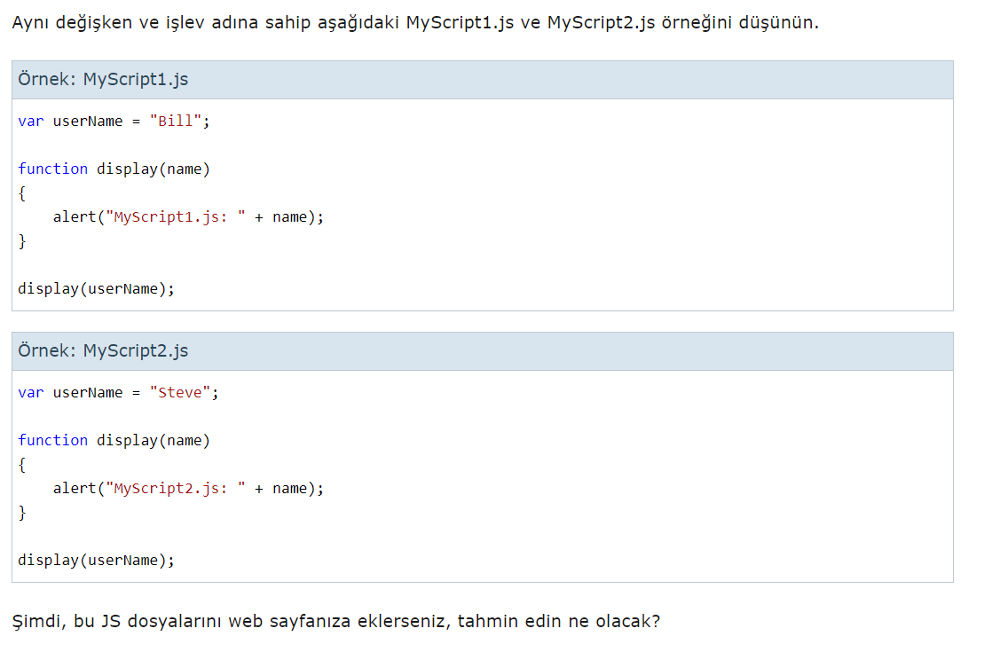 Aynı değişken ve işlev adına sahip aşağıdaki MyScript1.js ve MyScript2.js örneğini düşünün.
Örnek: MyScript1.js
var userName = "Bill";
function display(name)
{
    alert("MyScript1.js: " + name);
}
display(userName);
Örnek: MyScript2.js
var userName = "Steve";
function display(name)
{
    alert("MyScript2.js: " + name);
}
display(userName);
Şimdi, bu JS dosyalarını web sayfanıza eklerseniz, tahmin edin ne olacak?